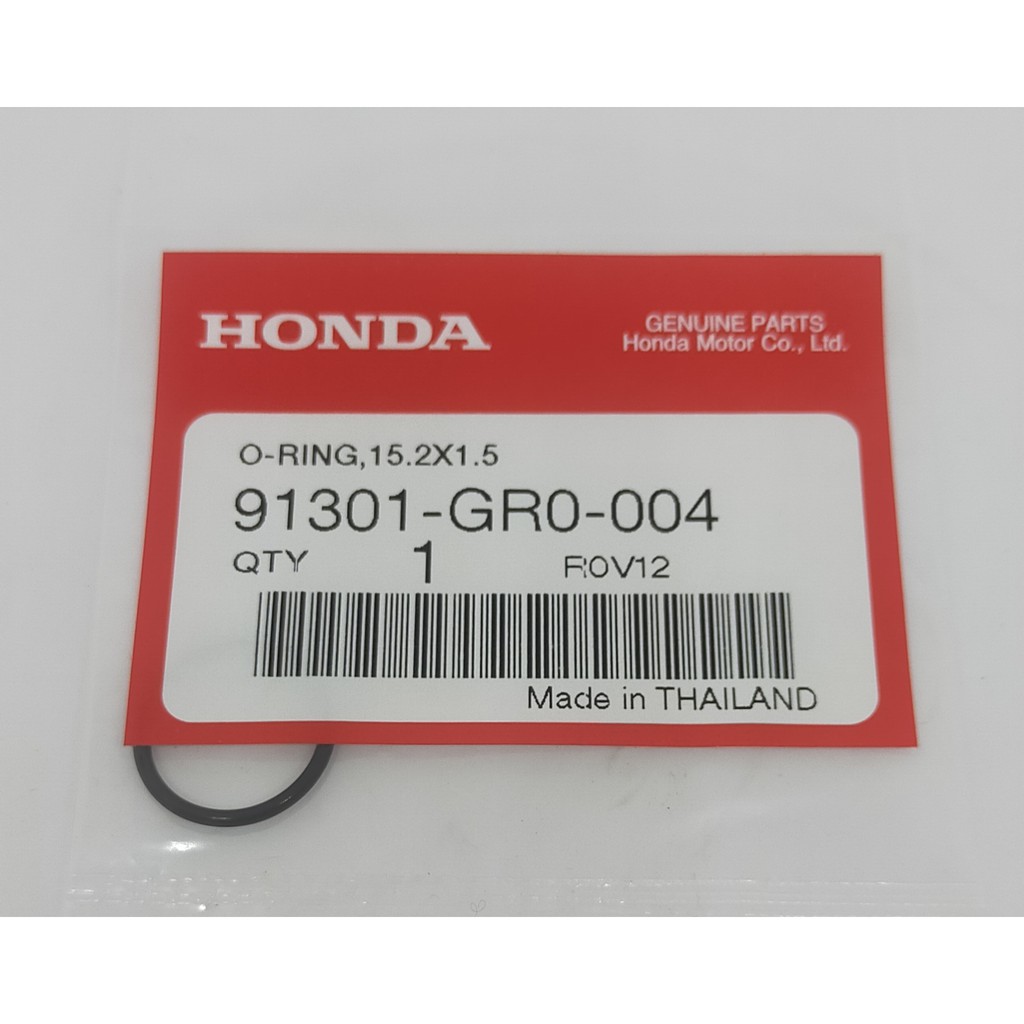 HONDA
GENUINE PARTS
Honda Motor Co., Ltd.
O-RING,15.2X1.5
91301-GR0-004
QTY 1 R0V12
Made in THAILAND